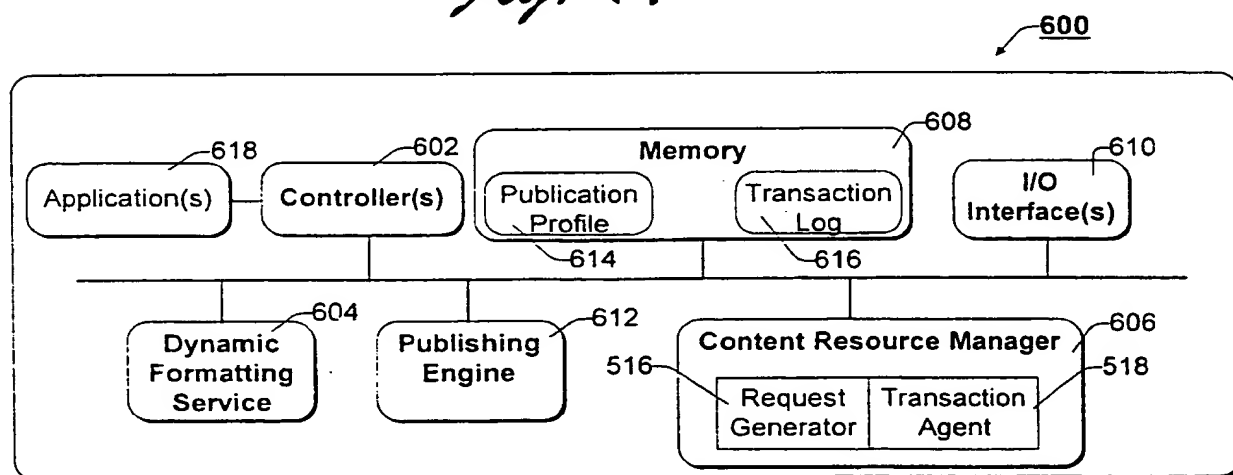 600
618
602
608
610
Application(s)
Controller(s)
Memory
Publication
Profile
Transaction
Log
I/O
Interface(s)
614
616
604
612
606
Dynamic
Formatting
Service
Publishing
Engine
Content Resource Manager
516
518
Request
Generator
Transaction
Agent